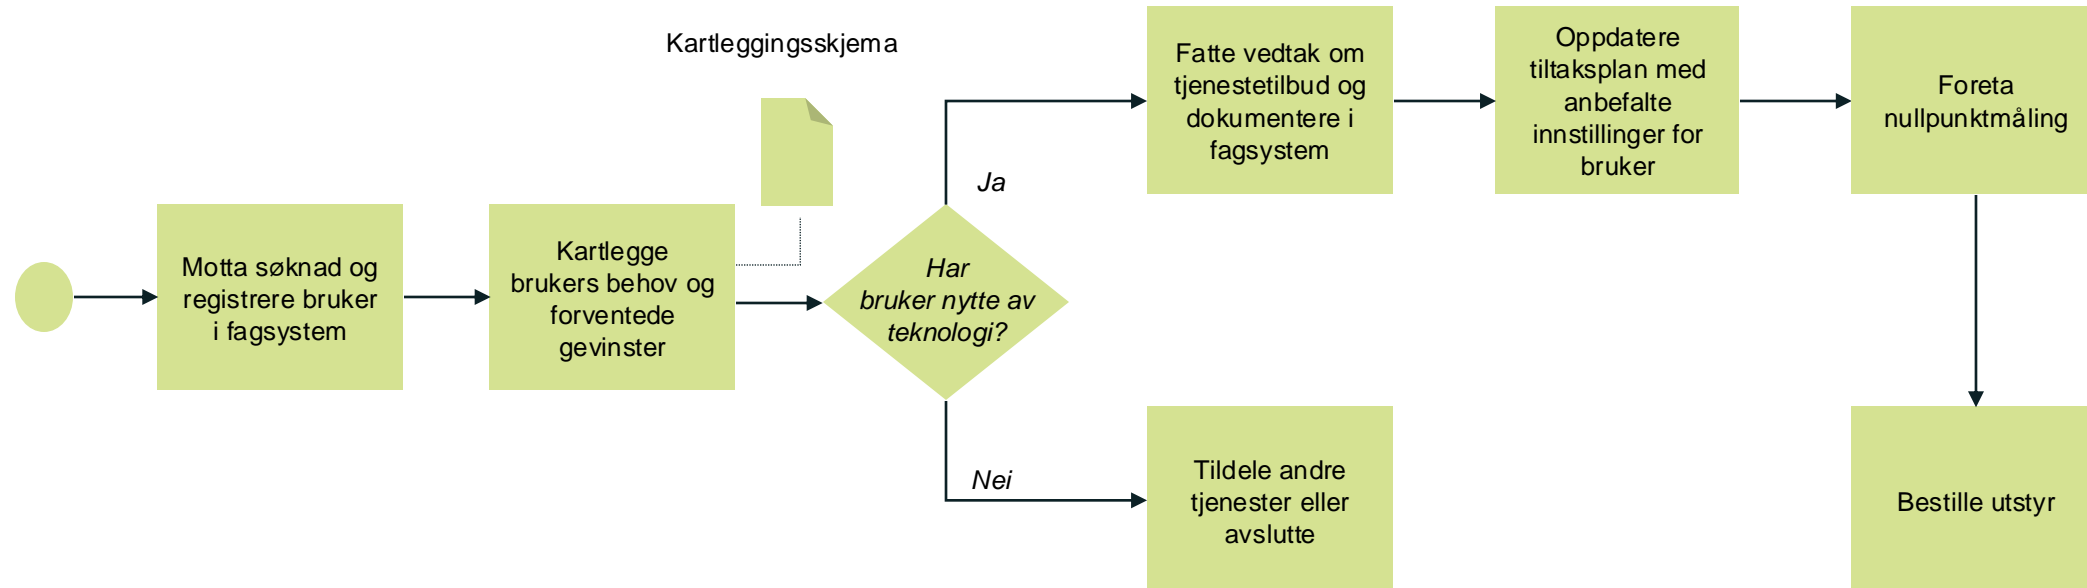 Kartleggingsskjema
Motta søknad og
registrere bruker
i fagsystem
Kartlegge
brukers behov og
forventede
gevinster
Har
bruker nytte av
teknologi?
Ja
Fatte vedtak om
tjenestetilbud og
dokumentere i
fagsystem
Oppdatere
tiltaksplan med
anbefalte
innstillinger for
bruker
Foreta
nullpunktmåling
Nei
Tildele andre
tjenester eller
avslutte
Bestille utstyr